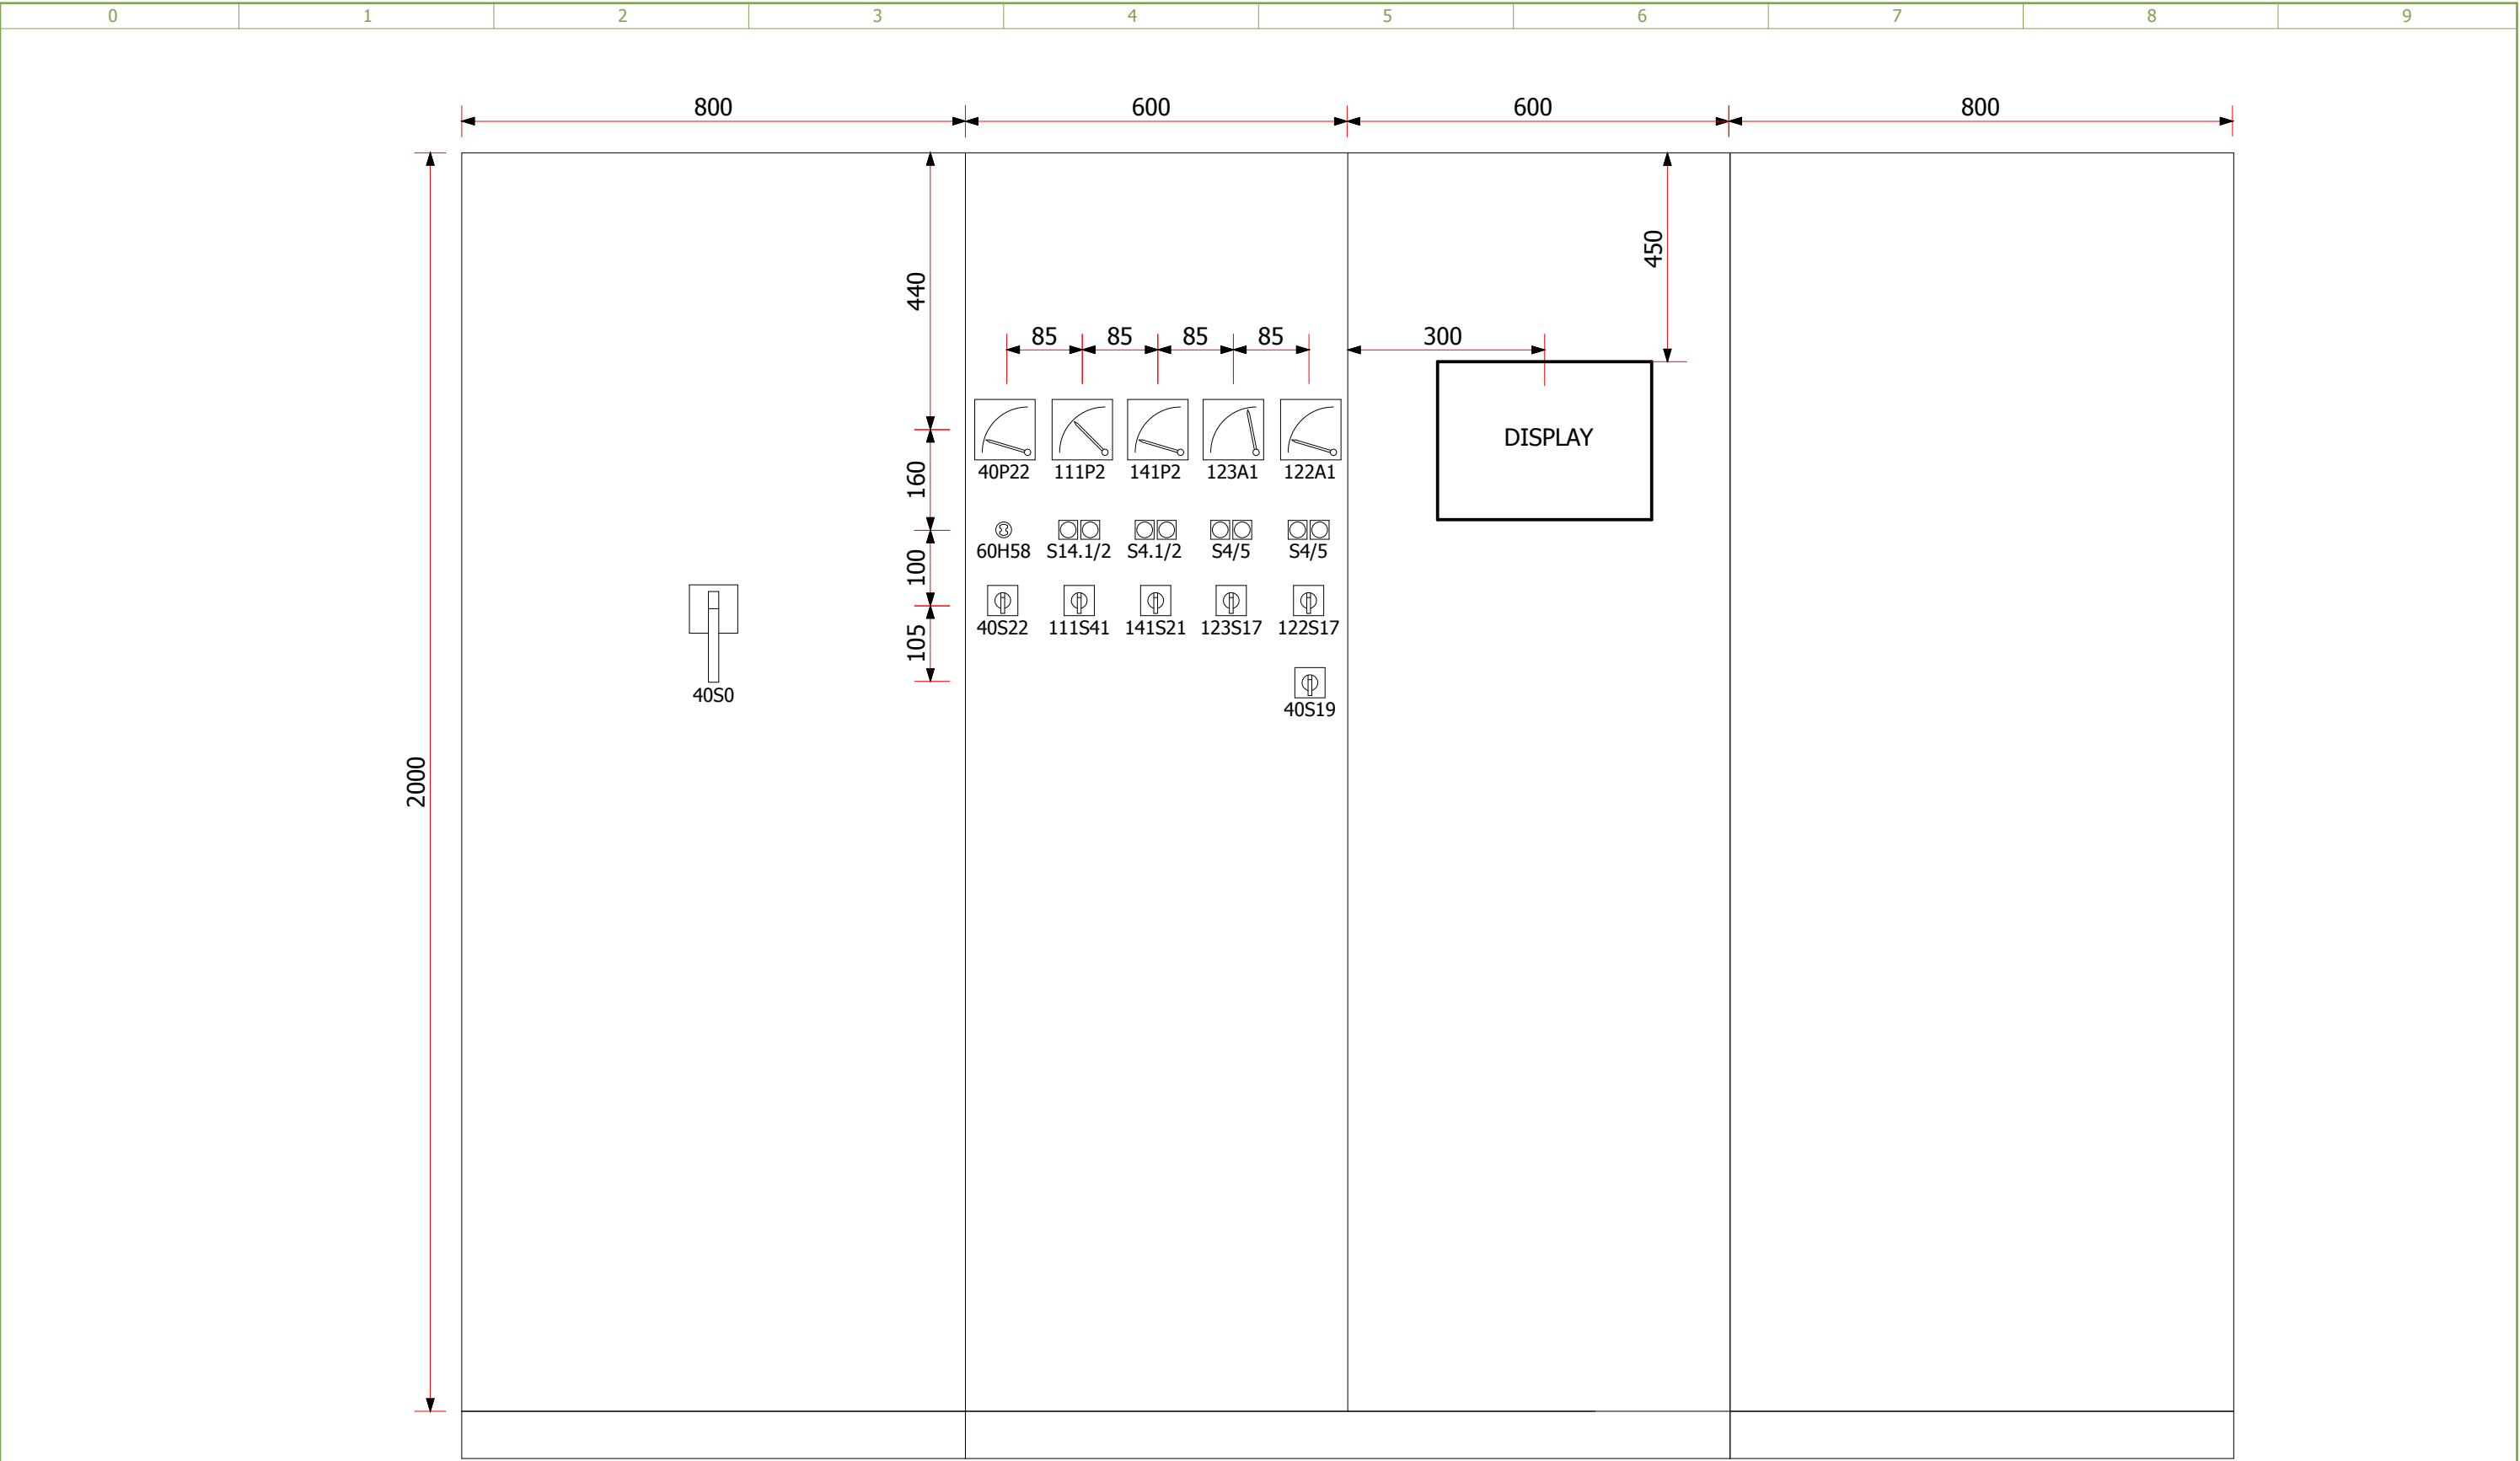 0 1 2 3 4 5 6 7 8 9
800 600 600 800
450
440
85 85 85 85 300
DISPLAY
160
40P22 111P2 141P2 123A1 122A1
100
60H58 S14.1/2 S4.1/2 S4/5 S4/5
105
40S22 111S41 141S21 123S17 122S17
40S0
40S19
2000